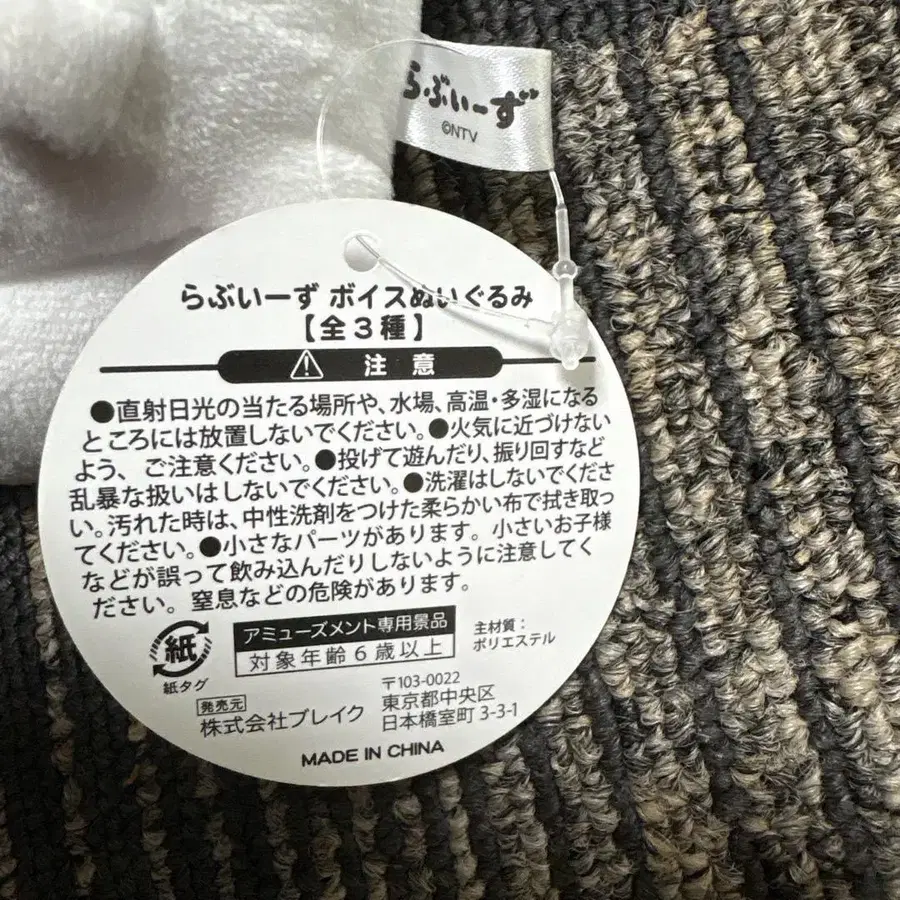 らぶいーず
©NTV
らぶいーず ボイスぬいぐるみ
【全3種】
注意
●直射日光の当たる場所や、水場、高温・多湿になる
ところには放置しないでください。●火気に近づけない
よう、ご注意ください。●投げて遊んだり、振り回すなど
乱暴な扱いはしないでください。●洗濯はしないでくださ
い。汚れた時は、中性洗剤をつけた柔らかい布で拭き取っ
てください。●小さなパーツがあります。小さいお子様
などが誤って飲み込んだりしないように注意してく
ださい。窒息などの危険があります。
紙
紙タグ
アミューズメント専用景品
対象年齢6歳以上
主材質：
ポリエステル
発売元
株式会社ブレイク
〒103-0022
東京都中央区
日本橋室町 3-3-1
MADE IN CHINA